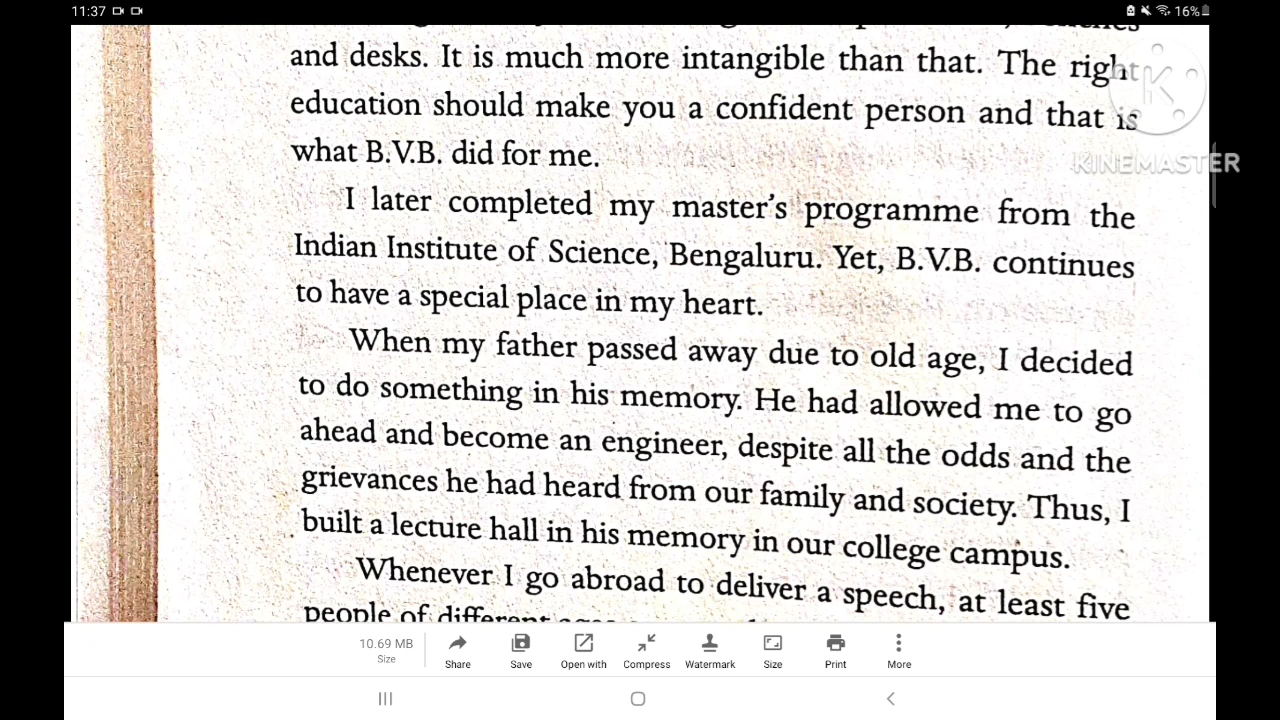 11:37
16%
and desks. It is much more intangible than that. The right
education should make you a confident person and that is
what B.V.B. did for me.
I later completed my master's programme from the
Indian Institute of Science, Bengaluru. Yet, B.V.B. continues
to have a special place in my heart.
When my father passed away due to old age, I decided
to do something in his memory. He had allowed me to go
ahead and become an engineer, despite all the odds and the
grievances he had heard from our family and society. Thus, I
built a lecture hall in his memory in our college campus.
Whenever I go abroad to deliver a speech, at least five
people of different
K
KINEMASTER
10.69 MB
Size
Share
Save
Open with
Compress
Watermark
Size
Print
More